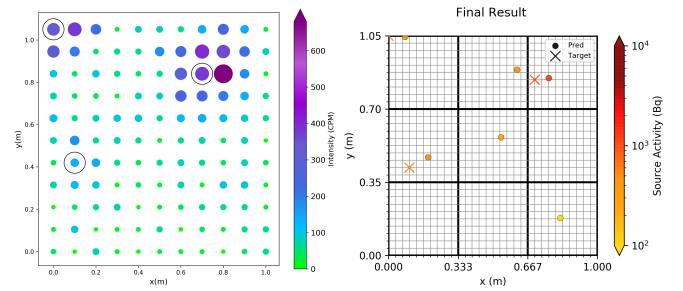 1.0
0.8
0.6
0.4
0.2
0.0
y(m)
0.0 0.2 0.4 0.6 0.8 1.0
x(m)
600
500
400
300
200
100
0
Intensity (CPM)
Final Result
1.05
0.70
0.35
0.00
y (m)
0.000 0.333 0.667 1.000
x (m)
Pred
Target
10⁴
10³
10²
Source Activity (Bq)